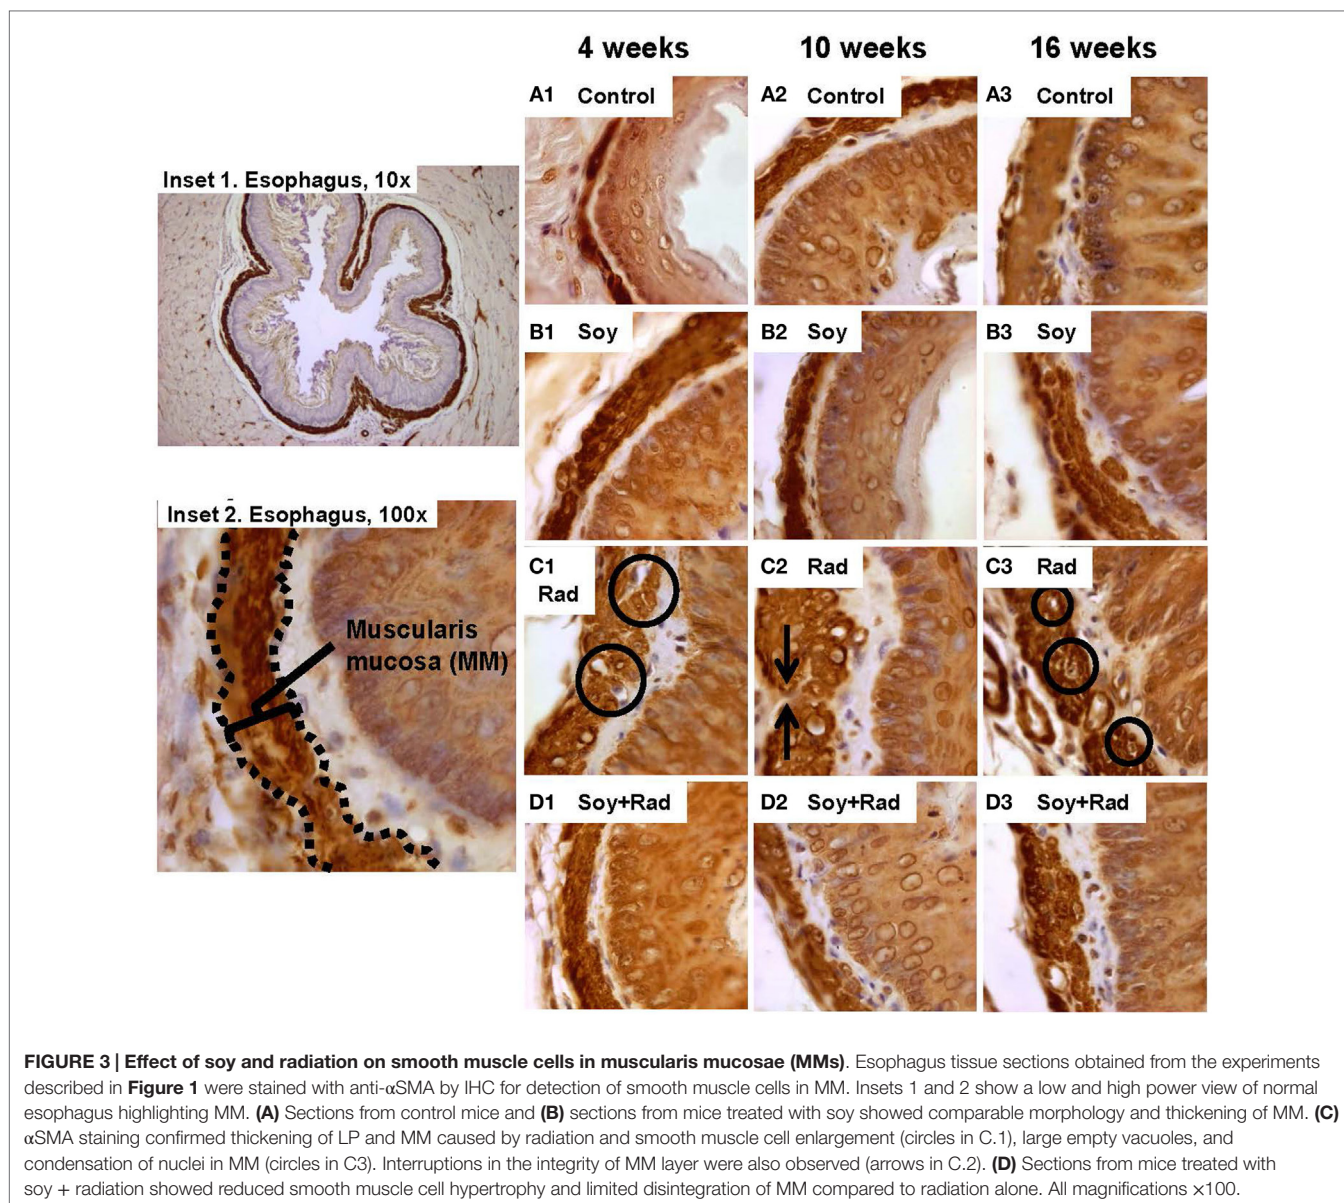 4 weeks 10 weeks 16 weeks
A1 Control
A2 Control
A3 Control
Inset 1. Esophagus, 10x
B1 Soy
B2 Soy
B3 Soy
Inset 2. Esophagus, 100x
Muscularis
mucosa (MM)
C1
Rad
C2 Rad
C3 Rad
D1 Soy+Rad
D2 Soy+Rad
D3 Soy+Rad
FIGURE 3 | Effect of soy and radiation on smooth muscle cells in muscularis mucosae (MMs). Esophagus tissue sections obtained from the experiments
described in Figure 1 were stained with anti-αSMA by IHC for detection of smooth muscle cells in MM. Insets 1 and 2 show a low and high power view of normal
esophagus highlighting MM. (A) Sections from control mice and (B) sections from mice treated with soy showed comparable morphology and thickening of MM. (C)
αSMA staining confirmed thickening of LP and MM caused by radiation and smooth muscle cell enlargement (circles in C.1), large empty vacuoles, and
condensation of nuclei in MM (circles in C3). Interruptions in the integrity of MM layer were also observed (arrows in C.2). (D) Sections from mice treated with
soy + radiation showed reduced smooth muscle cell hypertrophy and limited disintegration of MM compared to radiation alone. All magnifications ×100.